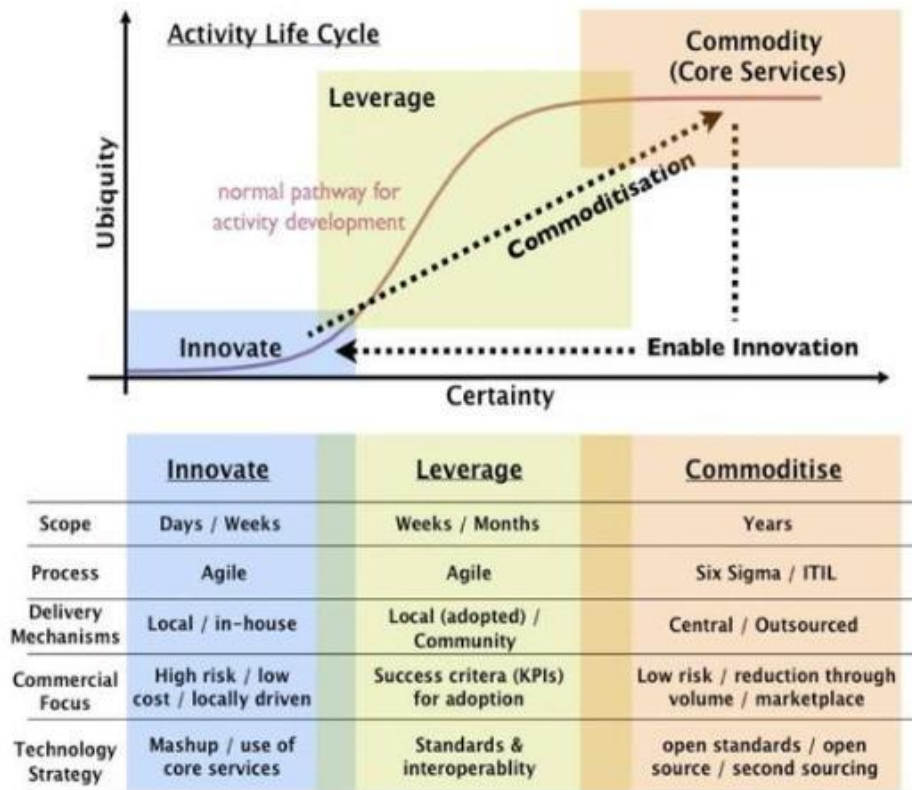 Activity Life Cycle
Commodity
(Core Services)
Leverage
normal pathway for
activity development
Commoditisation
Ubiquity
Innovate
Enable Innovation
Certainty
Innovate Leverage Commoditise
Scope Days / Weeks Weeks / Months Years
Process Agile Agile Six Sigma / ITIL
Delivery
Mechanisms
Local / in-house
Local (adopted) /
Community
Central / Outsourced
Commercial
Focus
High risk / low
cost / locally driven
Success critera (KPIs)
for adoption
Low risk / reduction through
volume / marketplace
Technology
Strategy
Mashup / use of
core services
Standards &
interoperablity
open standards / open
source / second sourcing